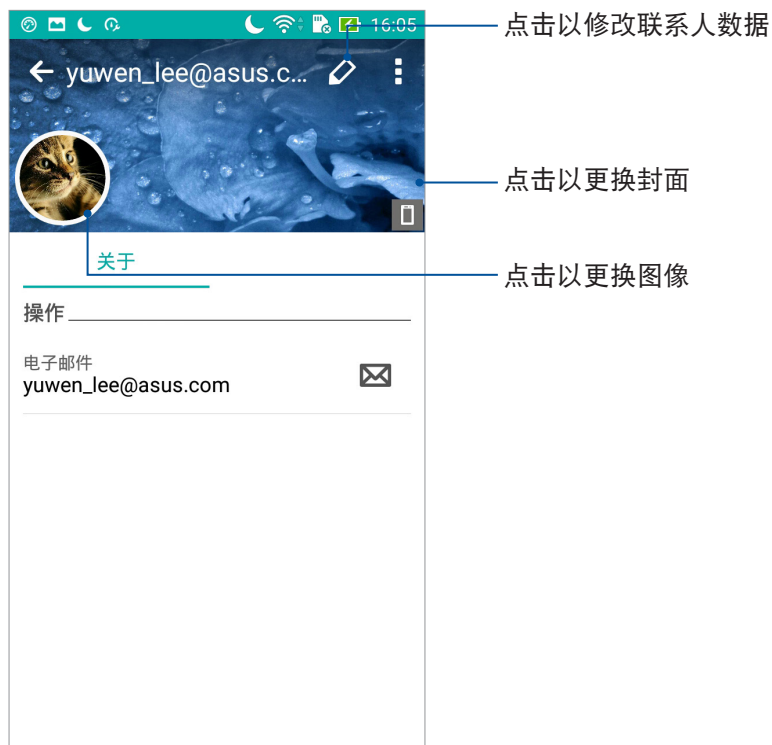 16:05
点击以修改联系人数据
yuwen_lee@asus.c...
点击以更换封面
关于
点击以更换图像
操作
电子邮件
yuwen_lee@asus.com